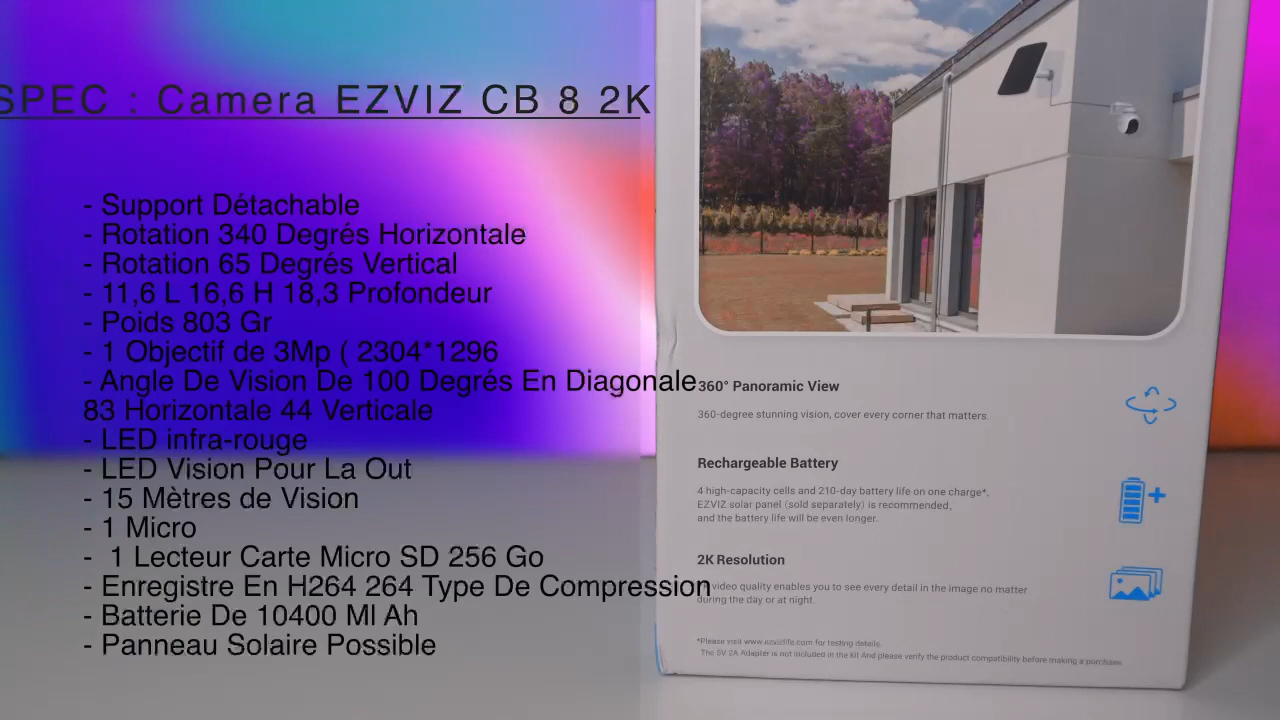 SPEC : Camera EZVIZ CB 8 2K
- Support Détachable
- Rotation 340 Degrés Horizontale
- Rotation 65 Degrés Vertical
- 11,6 L 16,6 H 18,3 Profondeur
- Poids 803 Gr
- 1 Objectif de 3Mp ( 2304*1296
- Angle De Vision De 100 Degrés En Diagonale
83 Horizontale 44 Verticale
- LED infra-rouge
- LED Vision Pour La Out
- 15 Mètres de Vision
- 1 Micro
-  1 Lecteur Carte Micro SD 256 Go
- Enregistre En H264 264 Type De Compression
- Batterie De 10400 Ml Ah
- Panneau Solaire Possible
360° Panoramic View
360-degree stunning vision, cover every corner that matters.
Rechargeable Battery
4 high-capacity cells and 210-day battery life on one charge*,
EZVIZ solar panel (sold separately) is recommended,
and the battery life will be even longer.
2K Resolution
video quality enables you to see every detail in the image no matter
during the day or at night.
*Please visit www.ezvizlife.com for testing details.
The 5V 2A Adapter is not included in the Kit And please verify the product compatibility before making a purchase.